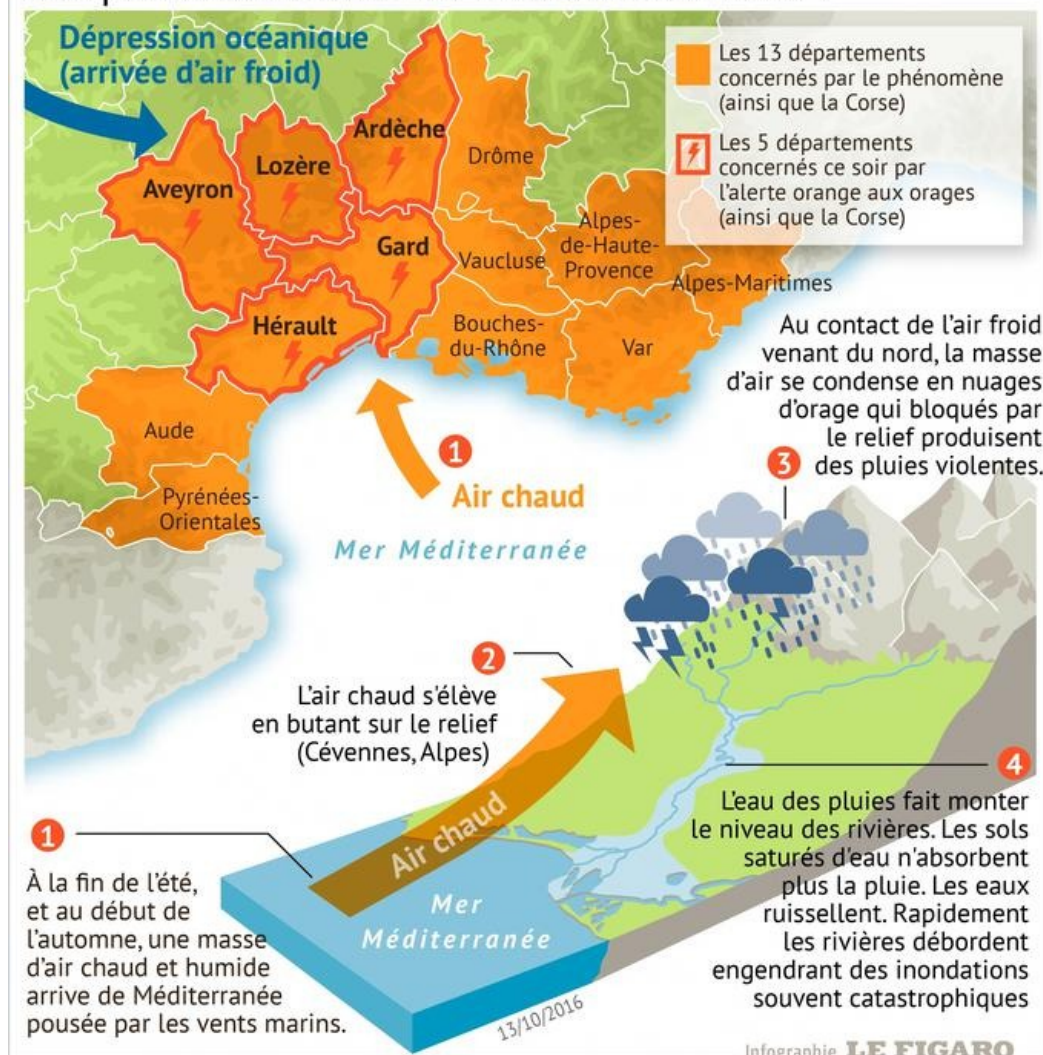 Dépression océanique
(arrivée d'air froid)
Les 13 départements
concernés par le phénomène
(ainsi que la Corse)
Les 5 départements
concernés ce soir par
l'alerte orange aux orages
(ainsi que la Corse)
Ardèche
Drôme
Lozère
Aveyron
Gard
Vaucluse
Alpes-
de-Haute-
Provence
Alpes-Maritimes
Hérault
Bouches-
du-Rhône
Var
Aude
Pyrénées-
Orientales
1
Air chaud
Mer Méditerranée
Au contact de l'air froid
venant du nord, la masse
d'air se condense en nuages
d'orage qui bloqués par
le relief produisent
3 des pluies violentes.
2
L'air chaud s'élève
en butant sur le relief
(Cévennes, Alpes)
Air chaud
1
À la fin de l'été,
et au début de
l'automne, une masse
d'air chaud et humide
arrive de Méditerranée
pousée par les vents marins.
Mer
Méditerranée
4
L'eau des pluies fait monter
le niveau des rivières. Les sols
saturés d'eau n'absorbent
plus la pluie. Les eaux
ruissellent. Rapidement
les rivières débordent
engendrant des inondations
souvent catastrophiques
13/10/2016
Infographie LE FIGARO